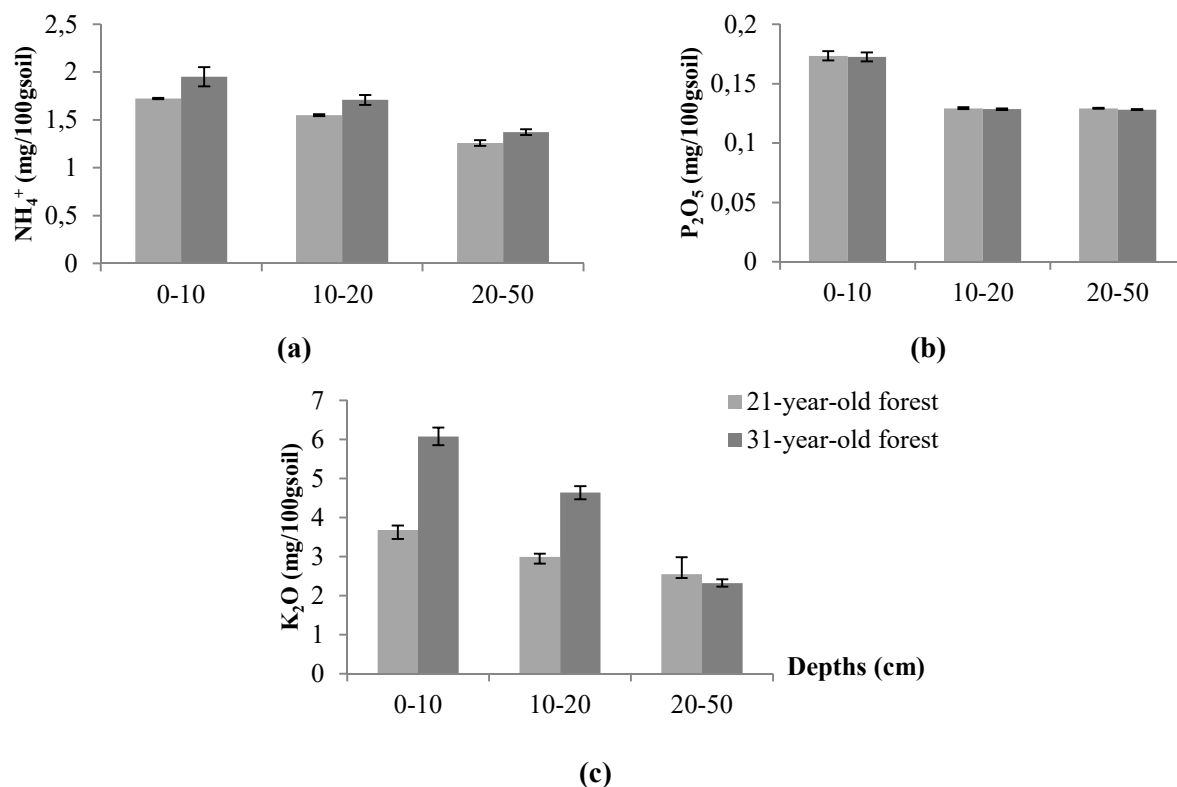 NH₄⁺ (mg/100gsoil)
2,5
2
1,5
1
0,5
0
0-10 10-20 20-50
(a)
P₂O₅ (mg/100gsoil)
0,2
0,15
0,1
0,05
0
0-10 10-20 20-50
(b)
K₂O (mg/100gsoil)
7
6
5
4
3
2
1
0
0-10 10-20 20-50
Depths (cm)
21-year-old forest
31-year-old forest
(c)